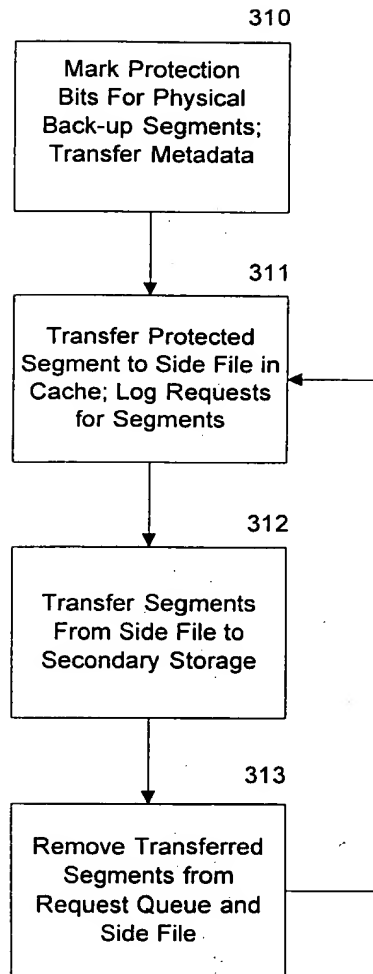 310
Mark Protection
Bits For Physical
Back-up Segments;
Transfer Metadata
311
Transfer Protected
Segment to Side File in
Cache; Log Requests
for Segments
312
Transfer Segments
From Side File to
Secondary Storage
313
Remove Transferred
Segments from
Request Queue and
Side File